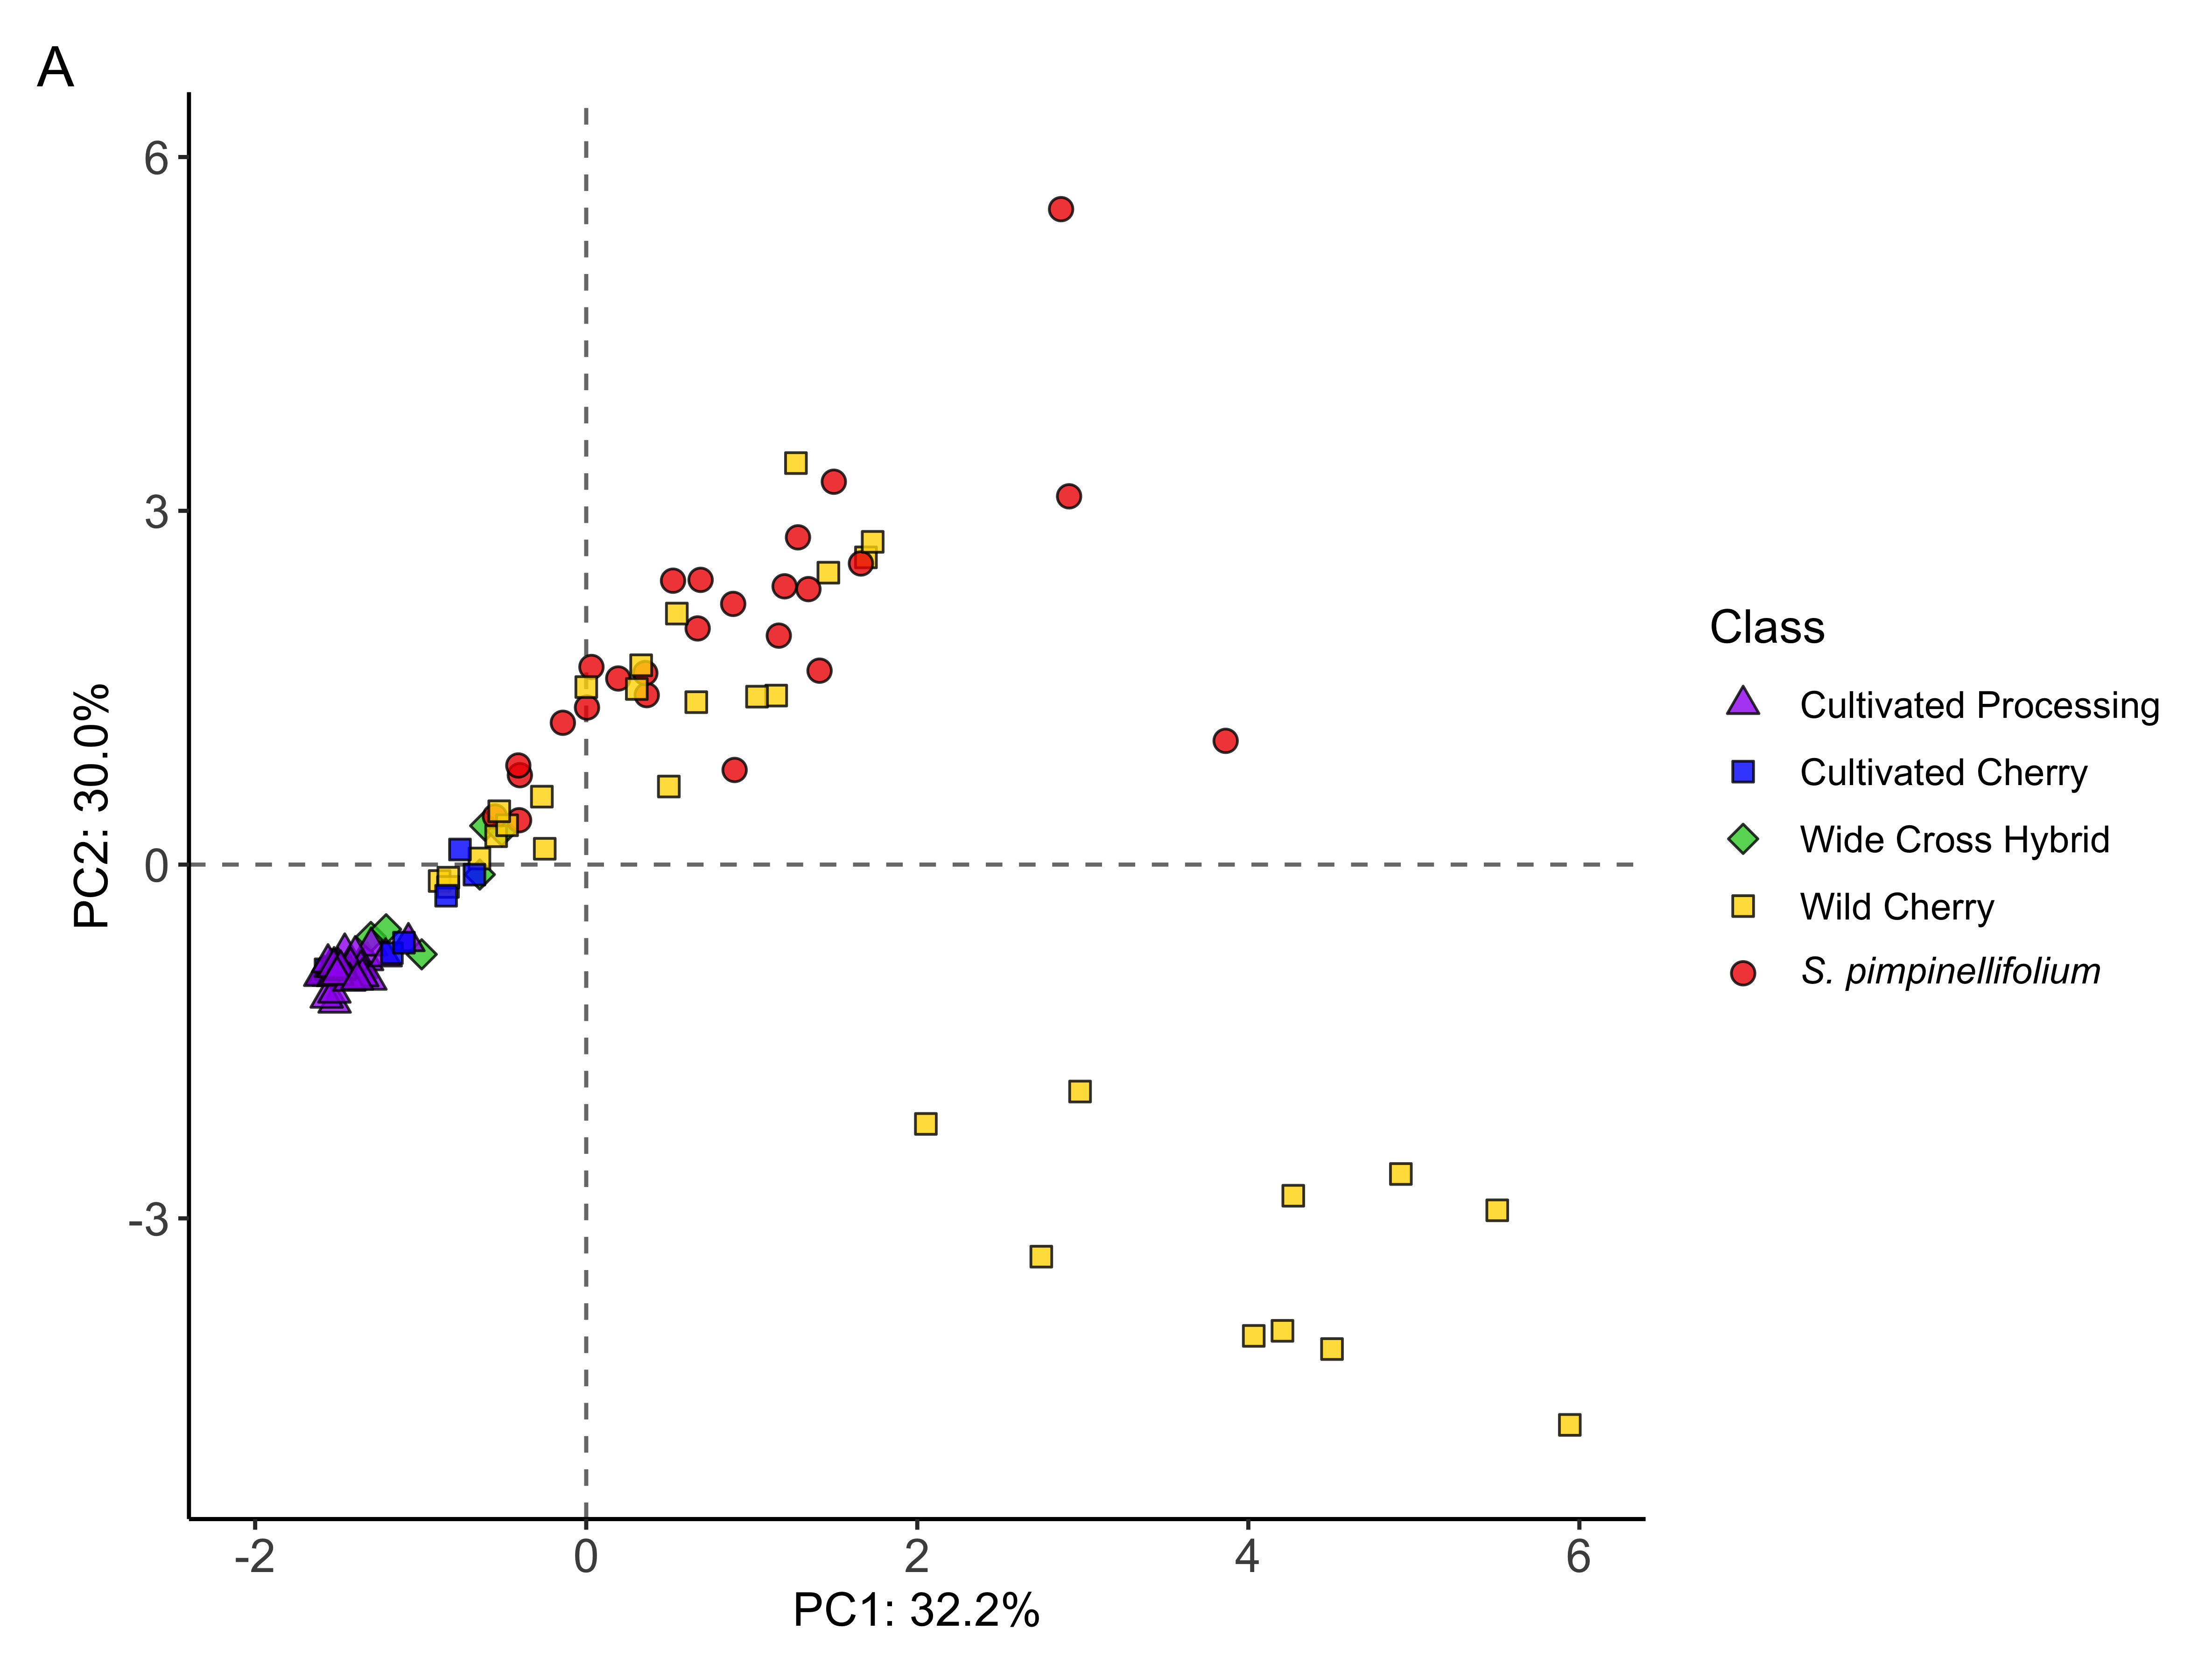 A
6
3
0
-3
PC2: 30.0%
-2 0 2 4 6
PC1: 32.2%
Class
Cultivated Processing
Cultivated Cherry
Wide Cross Hybrid
Wild Cherry
S. pimpinellifolium